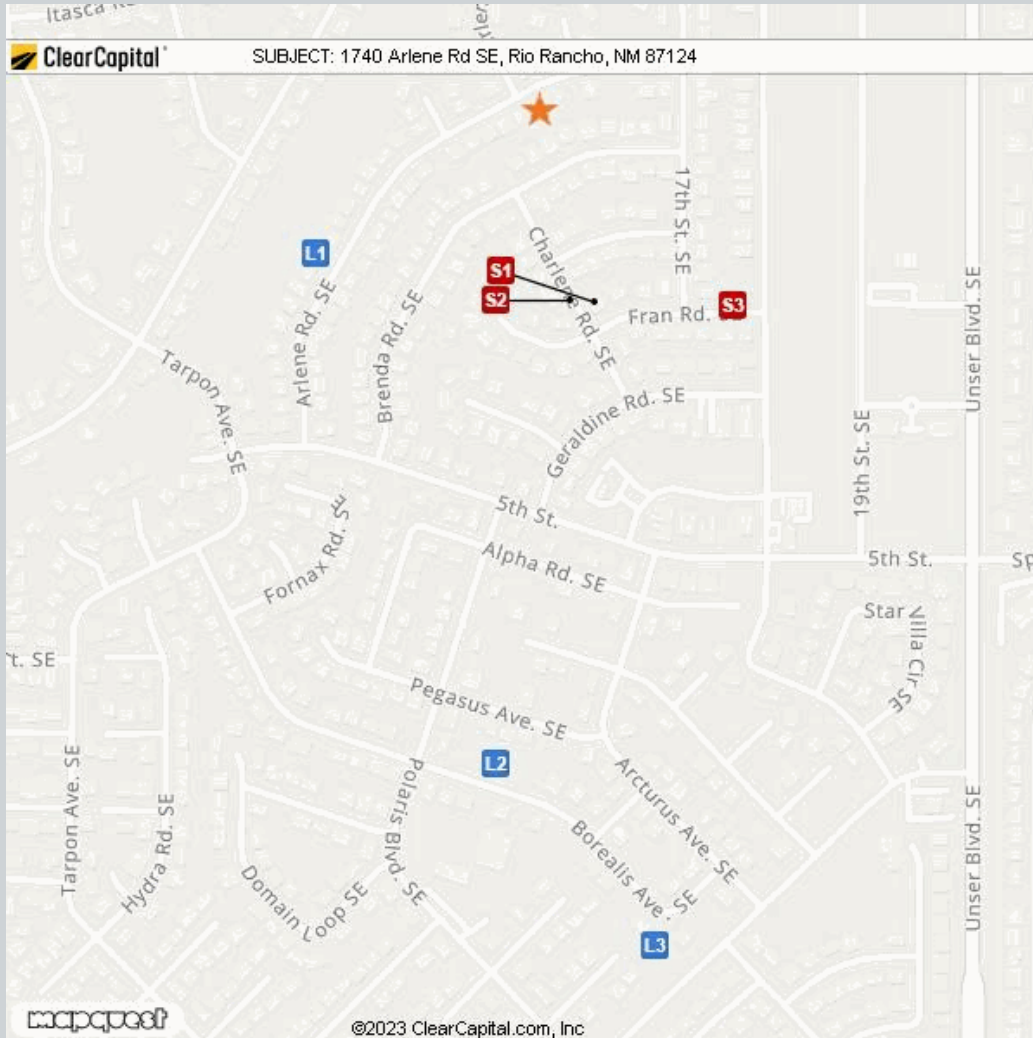 Itasca
ClearCapital
SUBJECT: 1740 Arlene Rd SE, Rio Rancho, NM 87124
17th St. SE
L1
S1
S2
Charlene Rd. SE
S3
Fran Rd.
Arlene Rd. SE
Brenda Rd. SE
Unser Blvd. SE
Tarpon Ave. SE
Geraldine Rd. SE
19th St. SE
5th St.
Fornax Rd. SE
Alpha Rd. SE
5th St.
Star Villa Cir SE
Pegasus Ave. SE
L2
Polaris Blvd. SE
Arcturus Ave. SE
Tarpon Ave. SE
Hydra Rd. SE
Borealis Ave. SE
Unser Blvd. SE
Domain Loop SE
L3
mapquest
©2023 ClearCapital.com, Inc